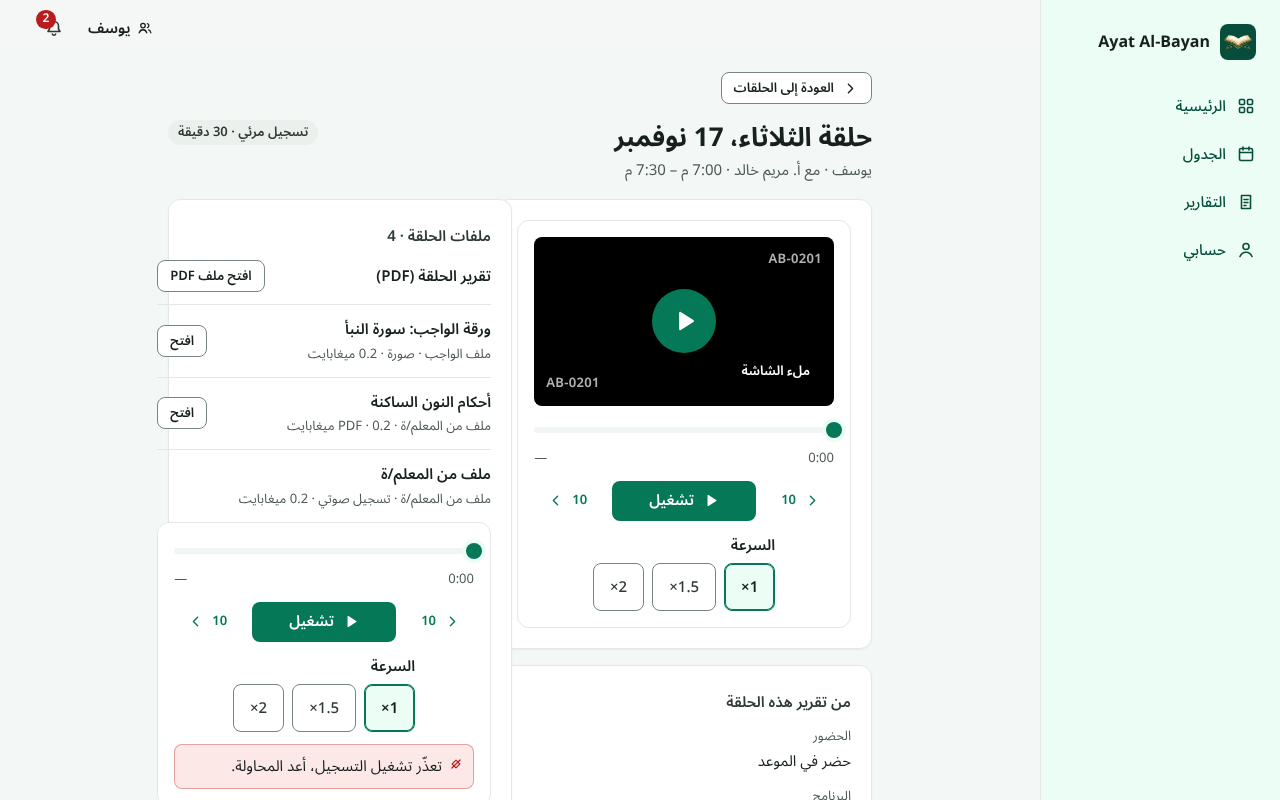 Ayat Al-Bayan
الرئيسية
الجدول
التقارير
حسابي
يوسف
2
العودة إلى الحلقات
حلقة الثلاثاء، 17 نوفمبر
يوسف · مع أ. مريم خالد · 7:00 م – 7:30 م
تسجيل مرئي · 30 دقيقة
AB-0201
ملء الشاشة
AB-0201
0:00
—
10
تشغيل
10
السرعة
1×
1.5×
2×
من تقرير هذه الحلقة
الحضور
حضر في الموعد
البرنامج
ملفات الحلقة · 4
تقرير الحلقة (PDF)
افتح ملف PDF
ورقة الواجب: سورة النبأ
ملف الواجب · صورة · 0.2 ميغابايت
افتح
أحكام النون الساكنة
ملف من المعلم/ة · PDF · 0.2 ميغابايت
افتح
ملف من المعلم/ة
ملف من المعلم/ة · تسجيل صوتي · 0.2 ميغابايت
0:00
—
10
تشغيل
10
السرعة
1×
1.5×
2×
تعذّر تشغيل التسجيل، أعد المحاولة.